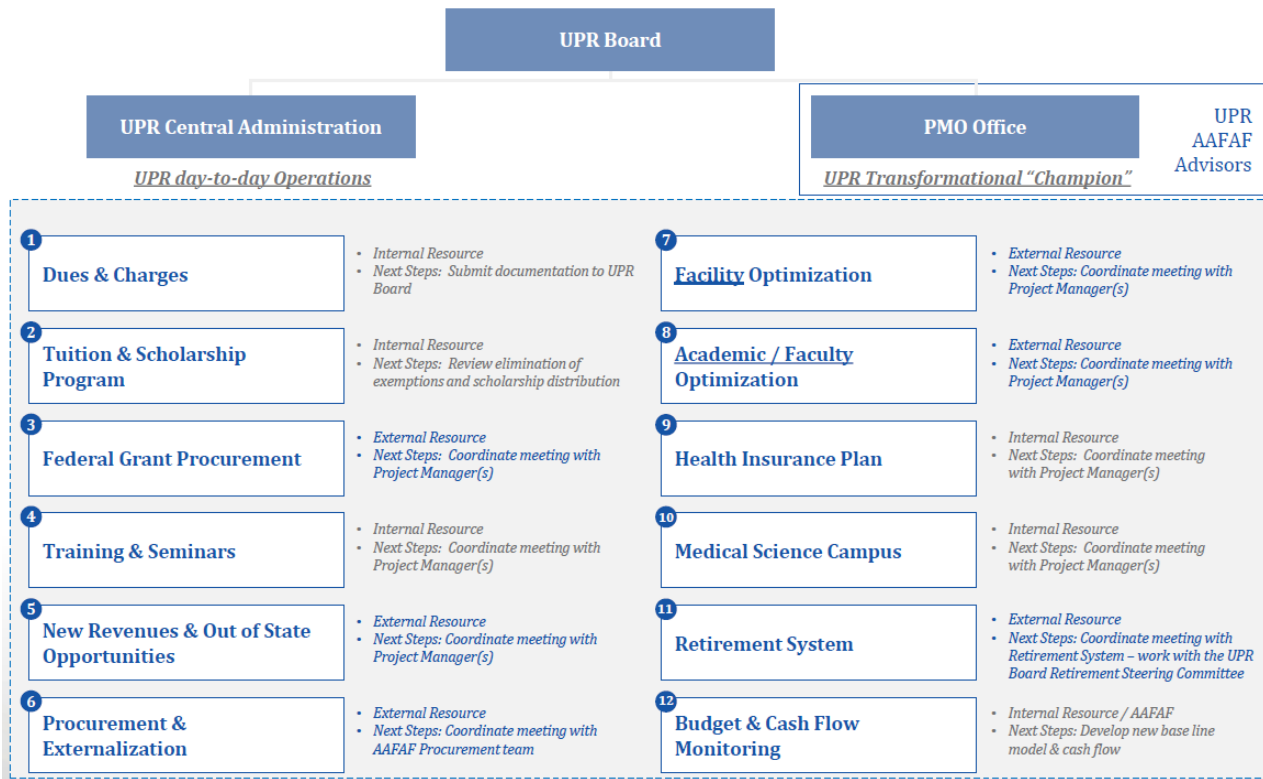 UPR Board
UPR Central Administration
UPR day-to-day Operations
PMO Office
UPR Transformational “Champion”
UPR
AAFAF
Advisors
1
Dues & Charges
• Internal Resource
• Next Steps: Submit documentation to UPR
Board
2
Tuition & Scholarship
Program
• Internal Resource
• Next Steps: Review elimination of
exemptions and scholarship distribution
3
Federal Grant Procurement
• External Resource
• Next Steps: Coordinate meeting with
Project Manager(s)
4
Training & Seminars
• Internal Resource
• Next Steps: Coordinate meeting with
Project Manager(s)
5
New Revenues & Out of State
Opportunities
• External Resource
• Next Steps: Coordinate meeting with
Project Manager(s)
6
Procurement &
Externalization
• External Resource
• Next Steps: Coordinate meeting with
AAFAF Procurement team
7
Facility Optimization
• External Resource
• Next Steps: Coordinate meeting with
Project Manager(s)
8
Academic / Faculty
Optimization
• External Resource
• Next Steps: Coordinate meeting with
Project Manager(s)
9
Health Insurance Plan
• Internal Resource
• Next Steps: Coordinate meeting
with Project Manager(s)
10
Medical Science Campus
• Internal Resource
• Next Steps: Coordinate meeting
with Project Manager(s)
11
Retirement System
• External Resource
• Next Steps: Coordinate meeting with
Retirement System – work with the UPR
Board Retirement Steering Committee
12
Budget & Cash Flow
Monitoring
• Internal Resource / AAFAF
• Next Steps: Develop new base line
model & cash flow